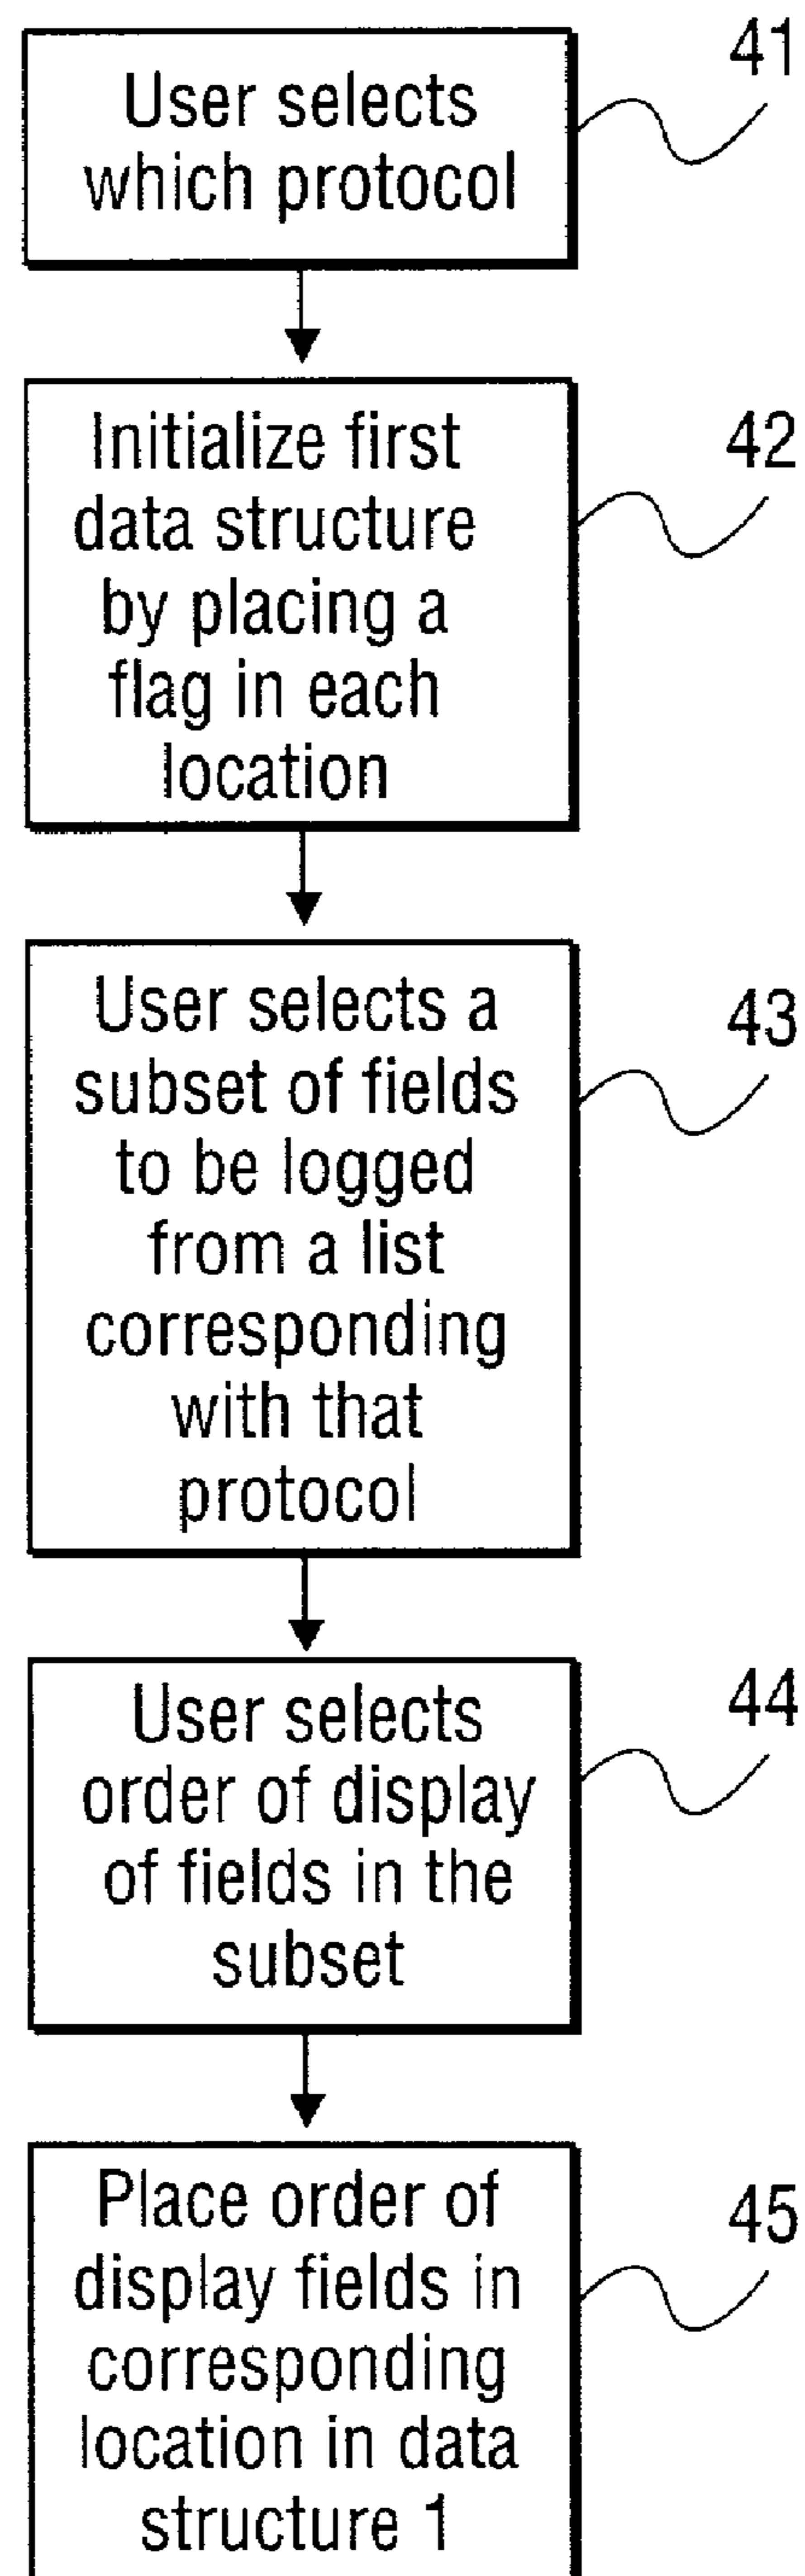 41
User selects
which protocol
42
Initialize first
data structure
by placing a
flag in each
location
43
User selects a
subset of fields
to be logged
from a list
corresponding
with that
protocol
44
User selects
order of display
of fields in the
subset
45
Place order of
display fields in
corresponding
location in data
structure 1